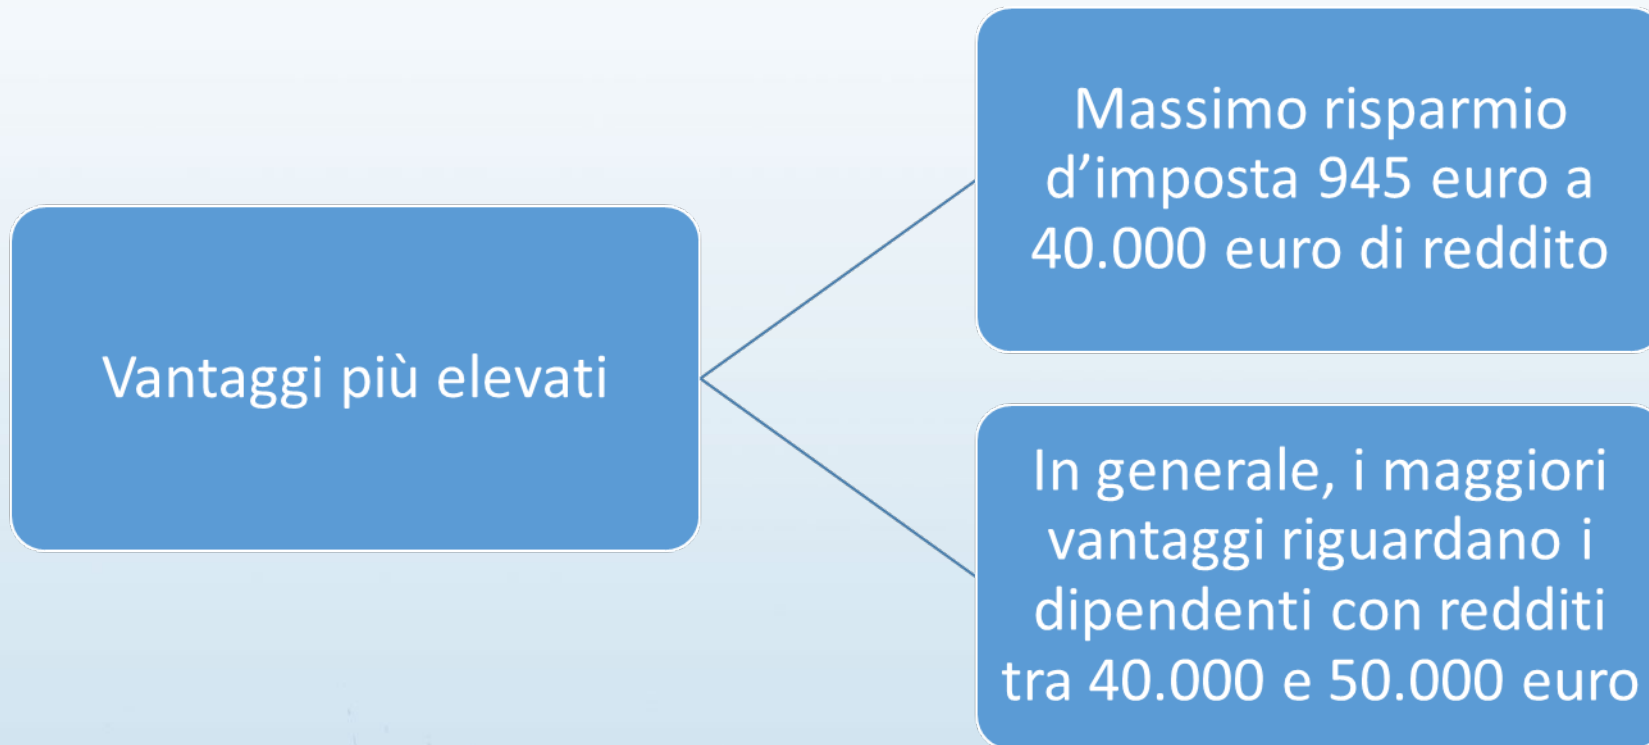 Vantaggi più elevati
Massimo risparmio
d’imposta 945 euro a
40.000 euro di reddito
In generale, i maggiori
vantaggi riguardano i
dipendenti con redditi
tra 40.000 e 50.000 euro